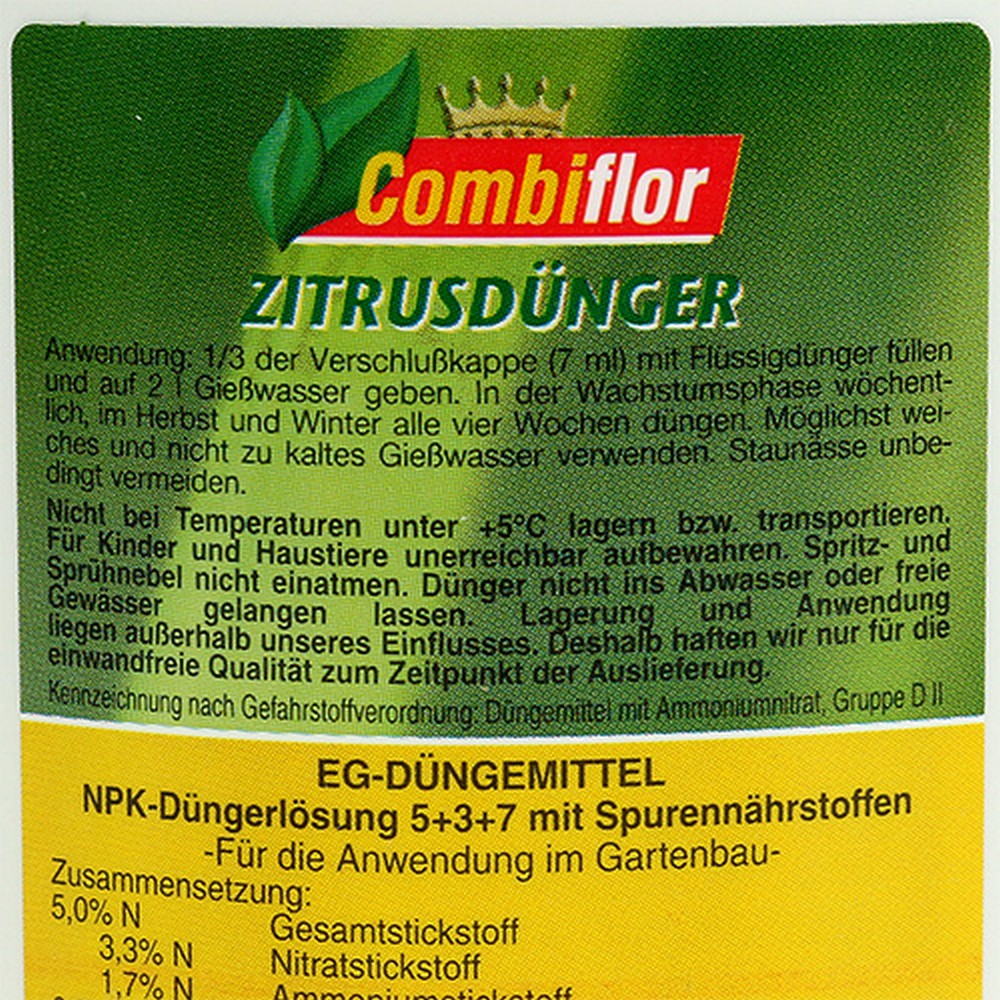 Combiflor
ZITRUSDÜNGER
Anwendung: 1/3 der Verschlußkappe (7 ml) mit Flüssigdünger füllen
und auf 2 l Gießwasser geben. In der Wachstumsphase wöchent-
lich, im Herbst und Winter alle vier Wochen düngen. Möglichst wei-
ches und nicht zu kaltes Gießwasser verwenden. Staunässe unbe-
dingt vermeiden.
Nicht bei Temperaturen unter +5°C lagern bzw. transportieren.
Für Kinder und Haustiere unerreichbar aufbewahren. Spritz- und
Sprühnebel nicht einatmen. Dünger nicht ins Abwasser oder freie
Gewässer gelangen lassen. Lagerung und Anwendung
liegen außerhalb unseres Einflusses. Deshalb haften wir nur für die
einwandfreie Qualität zum Zeitpunkt der Auslieferung.
Kennzeichnung nach Gefahrstoffverordnung: Düngemittel mit Ammoniumnitrat, Gruppe D II
EG-DÜNGEMITTEL
NPK-Düngerlösung 5+3+7 mit Spurennährstoffen
-Für die Anwendung im Gartenbau-
Zusammensetzung:
5,0% N Gesamtstickstoff
3,3% N Nitratstickstoff
1,7% N Ammoniumstickstoff